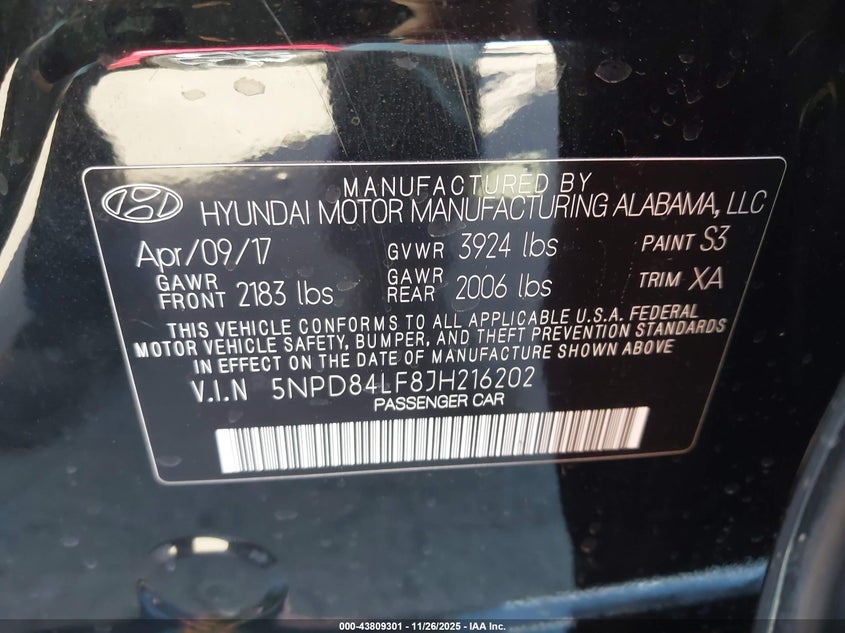 MANUFACTURED BY
HYUNDAI MOTOR MANUFACTURING ALABAMA, LLC
Apr/09/17 GVWR 3924 lbs PAINT S3
GAWR FRONT 2183 lbs GAWR REAR 2006 lbs TRIM XA
THIS VEHICLE CONFORMS TO ALL APPLICABLE U.S.A. FEDERAL
MOTOR VEHICLE SAFETY, BUMPER, AND THEFT PREVENTION STANDARDS
IN EFFECT ON THE DATE OF MANUFACTURE SHOWN ABOVE
V.I.N 5NPD84LF8JH216202
PASSENGER CAR
000-43809301 - 11/26/2025 - IAA Inc.